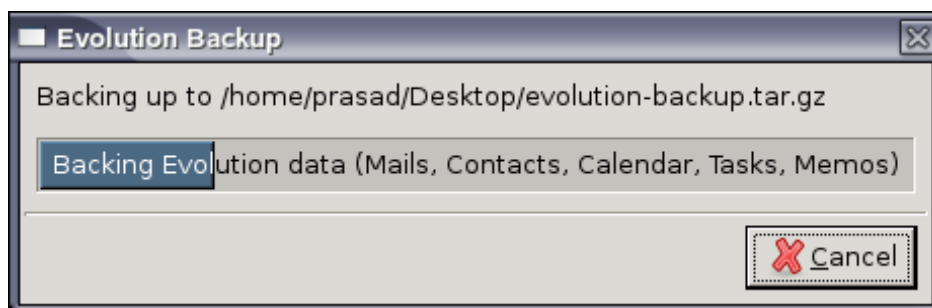 Evolution Backup
Backing up to /home/prasad/Desktop/evolution-backup.tar.gz
Backing Evolution data (Mails, Contacts, Calendar, Tasks, Memos)
Cancel